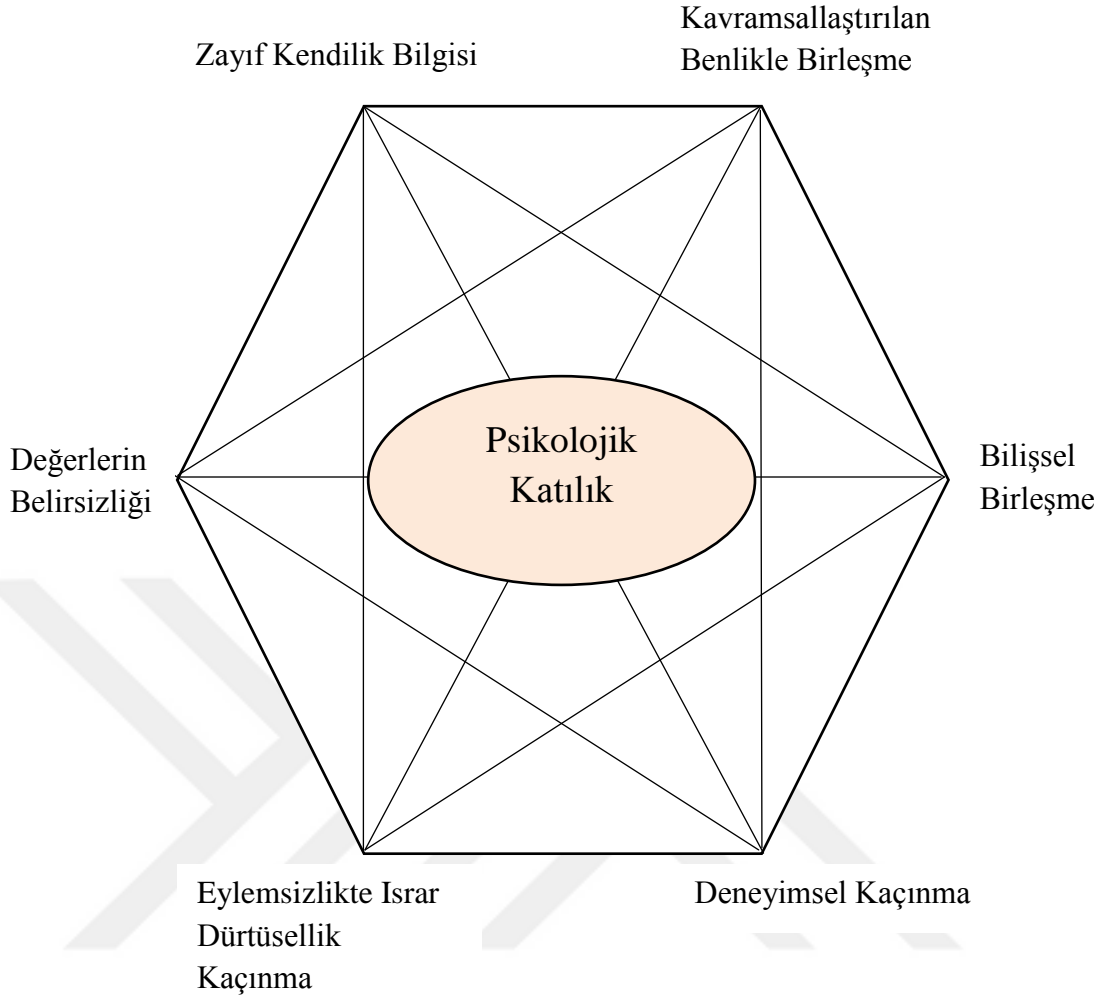 Zayıf Kendilik Bilgisi
Kavramsallaştırılan
Benlikle Birleşme
Psikolojik
Katılık
Değerlerin
Belirsizliği
Bilişsel
Birleşme
Eylemsizlikte Israr
Dürtüsellik
Kaçınma
Deneyimsel Kaçınma